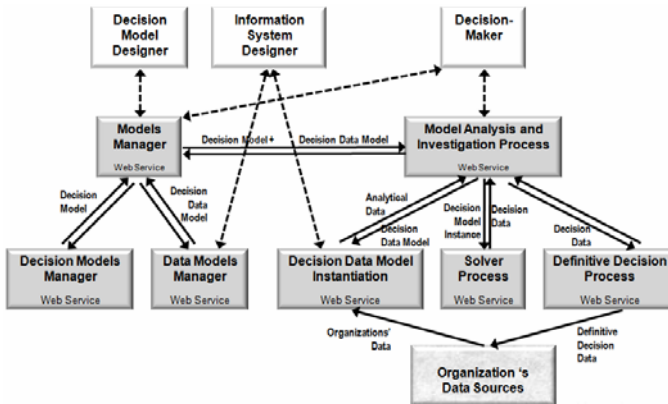 Decision
Model
Designer
Information
System
Designer
Decision-
Maker
Models
Manager
Web Service
Decision Model+
Decision Data Model
Model Analysis and
Investigation Process
Web Service
Decision
Model
Decision
Data
Model
Analytical
Data
Decision
Data Model
Decision
Model
Instance
Decision
Data
Decision
Data
Decision Models
Manager
Web Service
Data Models
Manager
Web Service
Decision Data Model
Instantiation
Web Service
Solver
Process
Web Service
Definitive Decision
Process
Web Service
Organizations'
Data
Definitive
Decision
Data
Organization 's
Data Sources